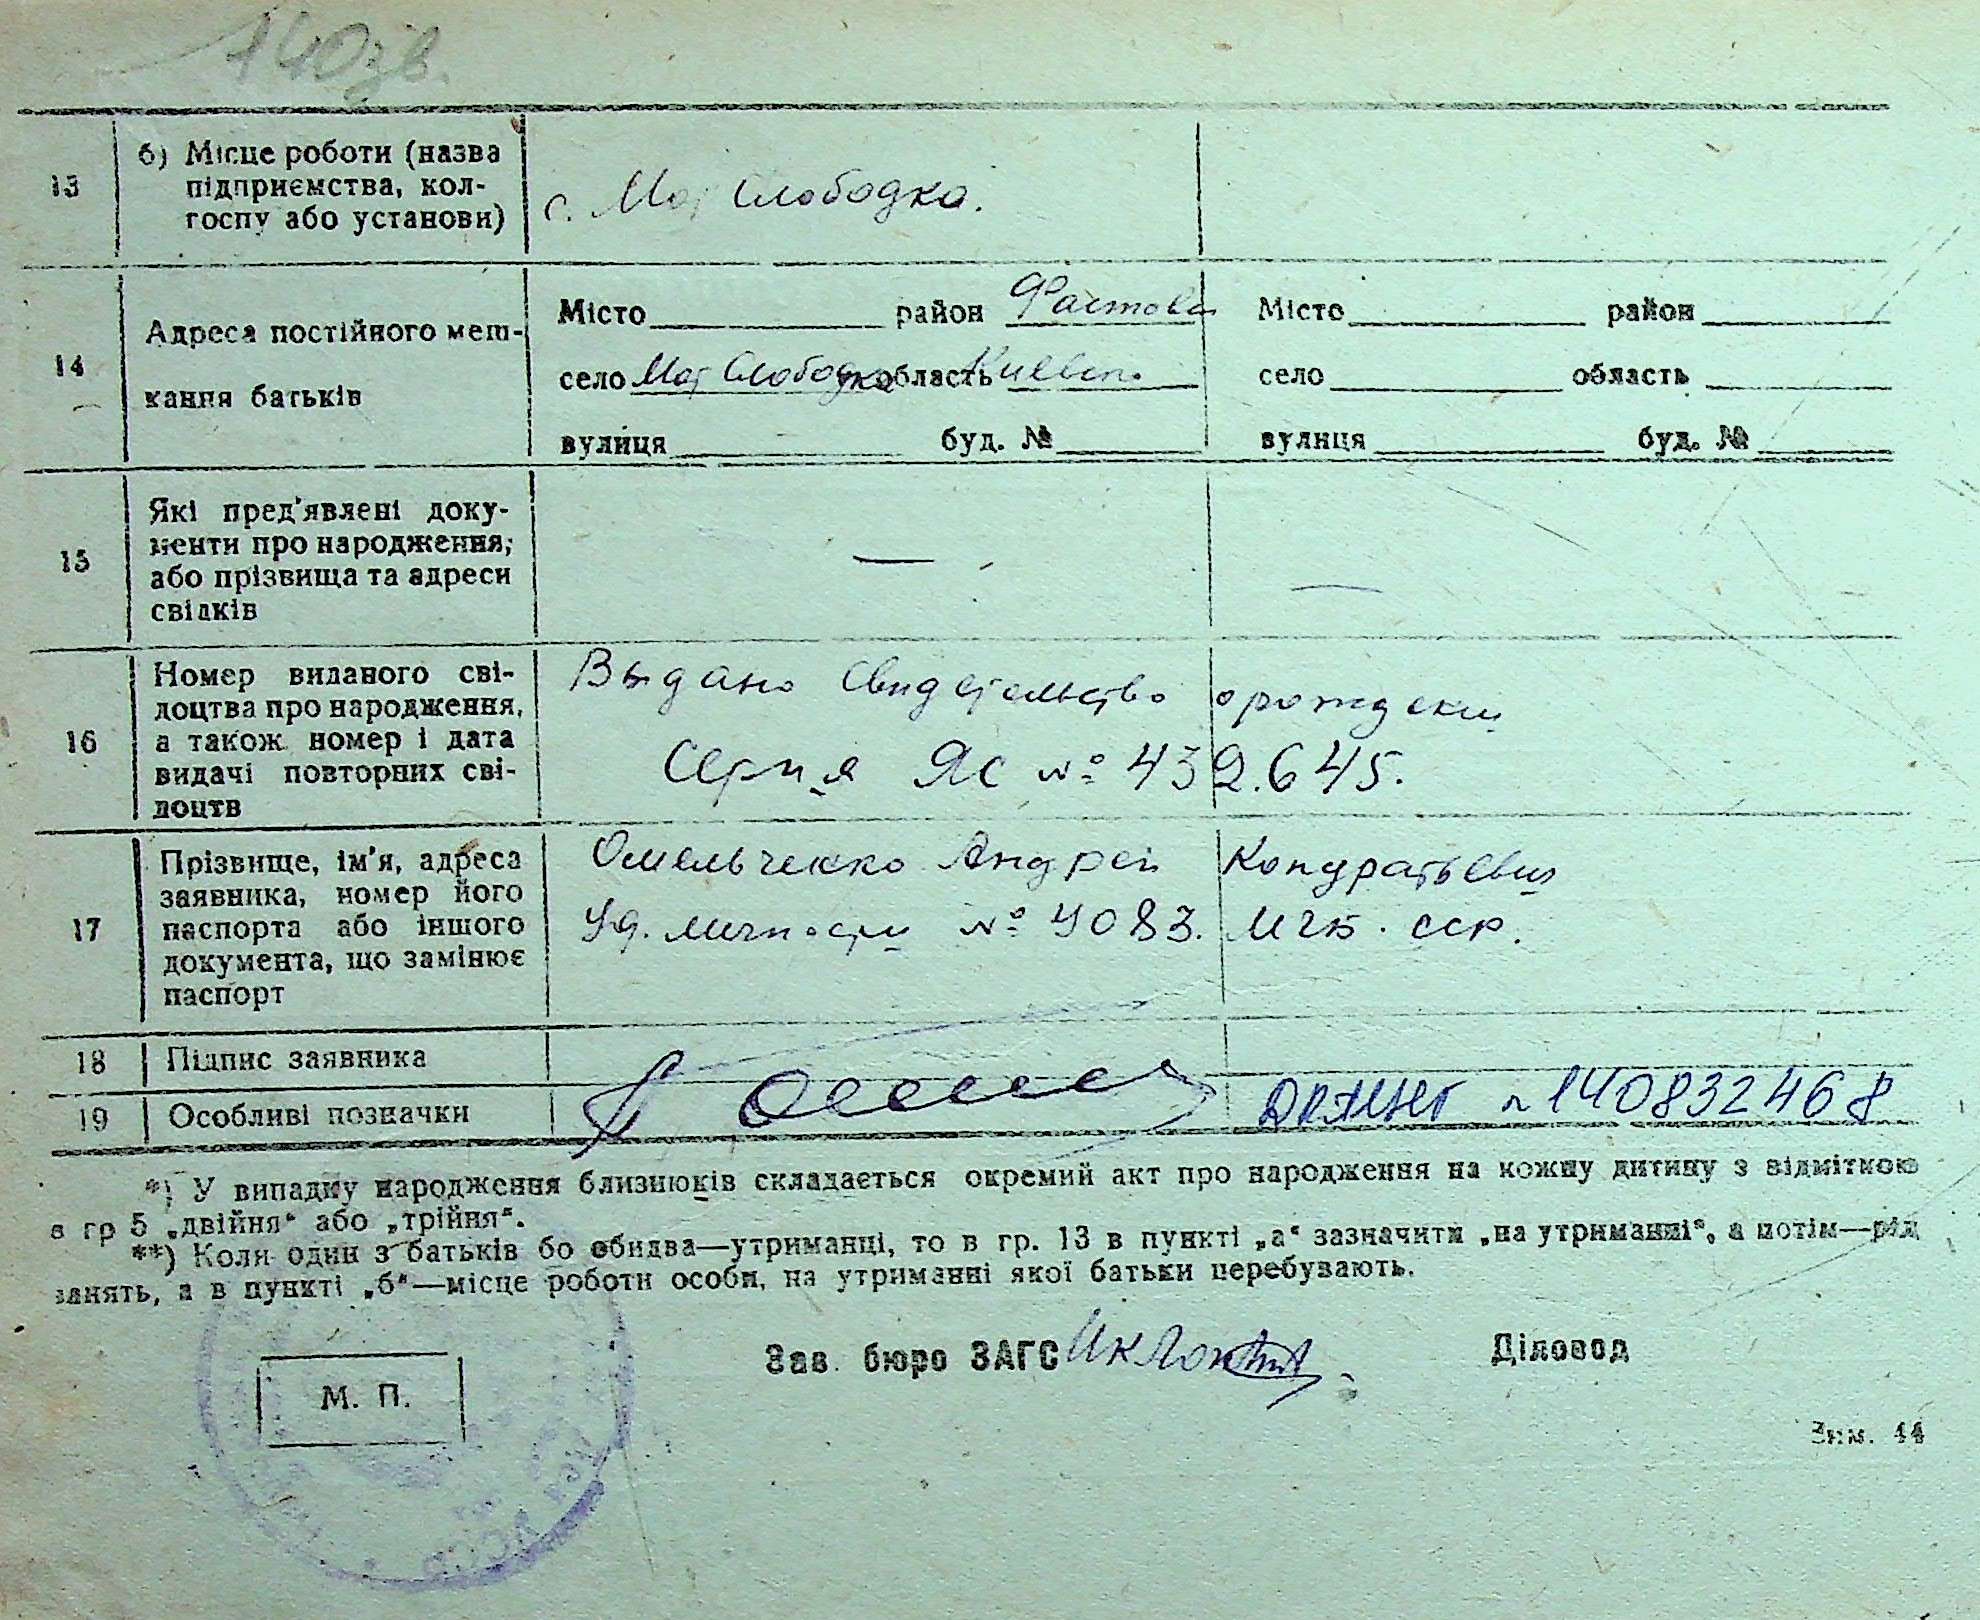 140зв.
13
б) Місце роботи (назва
підприємства, кол-
госпу або установи)
с. Мот Слободка.
14
Адреса постійного меш-
кання батьків
Місто район Фастовс
село Мот Слободка область Киевск.
вулиця буд. №
Місто район
село область
вулиця буд. №
15
Які пред'явлені доку-
менти про народження,
або прізвища та адреси
свідків
—
—
16
Номер виданого сві-
доцтва про народження,
а також номер і дата
видачі повторних сві-
доцтв
Выдано свидетельство о рождении
Серия ЯС № 432.645.
17
Прізвище, ім'я, адреса
заявника, номер його
паспорта або іншого
документа, що замінює
паспорт
Омельченко Андрей Кондратьевич
Уд. личности № 4083. МГБ. ССР.
18 Підпис заявника
19 Особливі позначки
№ 140832468
*) У випадку народження близнюків складається окремий акт про народження на кожну дитину з відміткою
в гр 5 „двійня“ або „трійня“.
**) Коли один з батьків бо обидва—утриманці, то в гр. 13 в пункті „а“ зазначити „на утриманні“, а потім—рід
занять, а в пункті „б“—місце роботи особи, на утриманні якої батьки перебувають.
Зав. бюро ЗАГС
Діловод
М. П.
Зим. 44